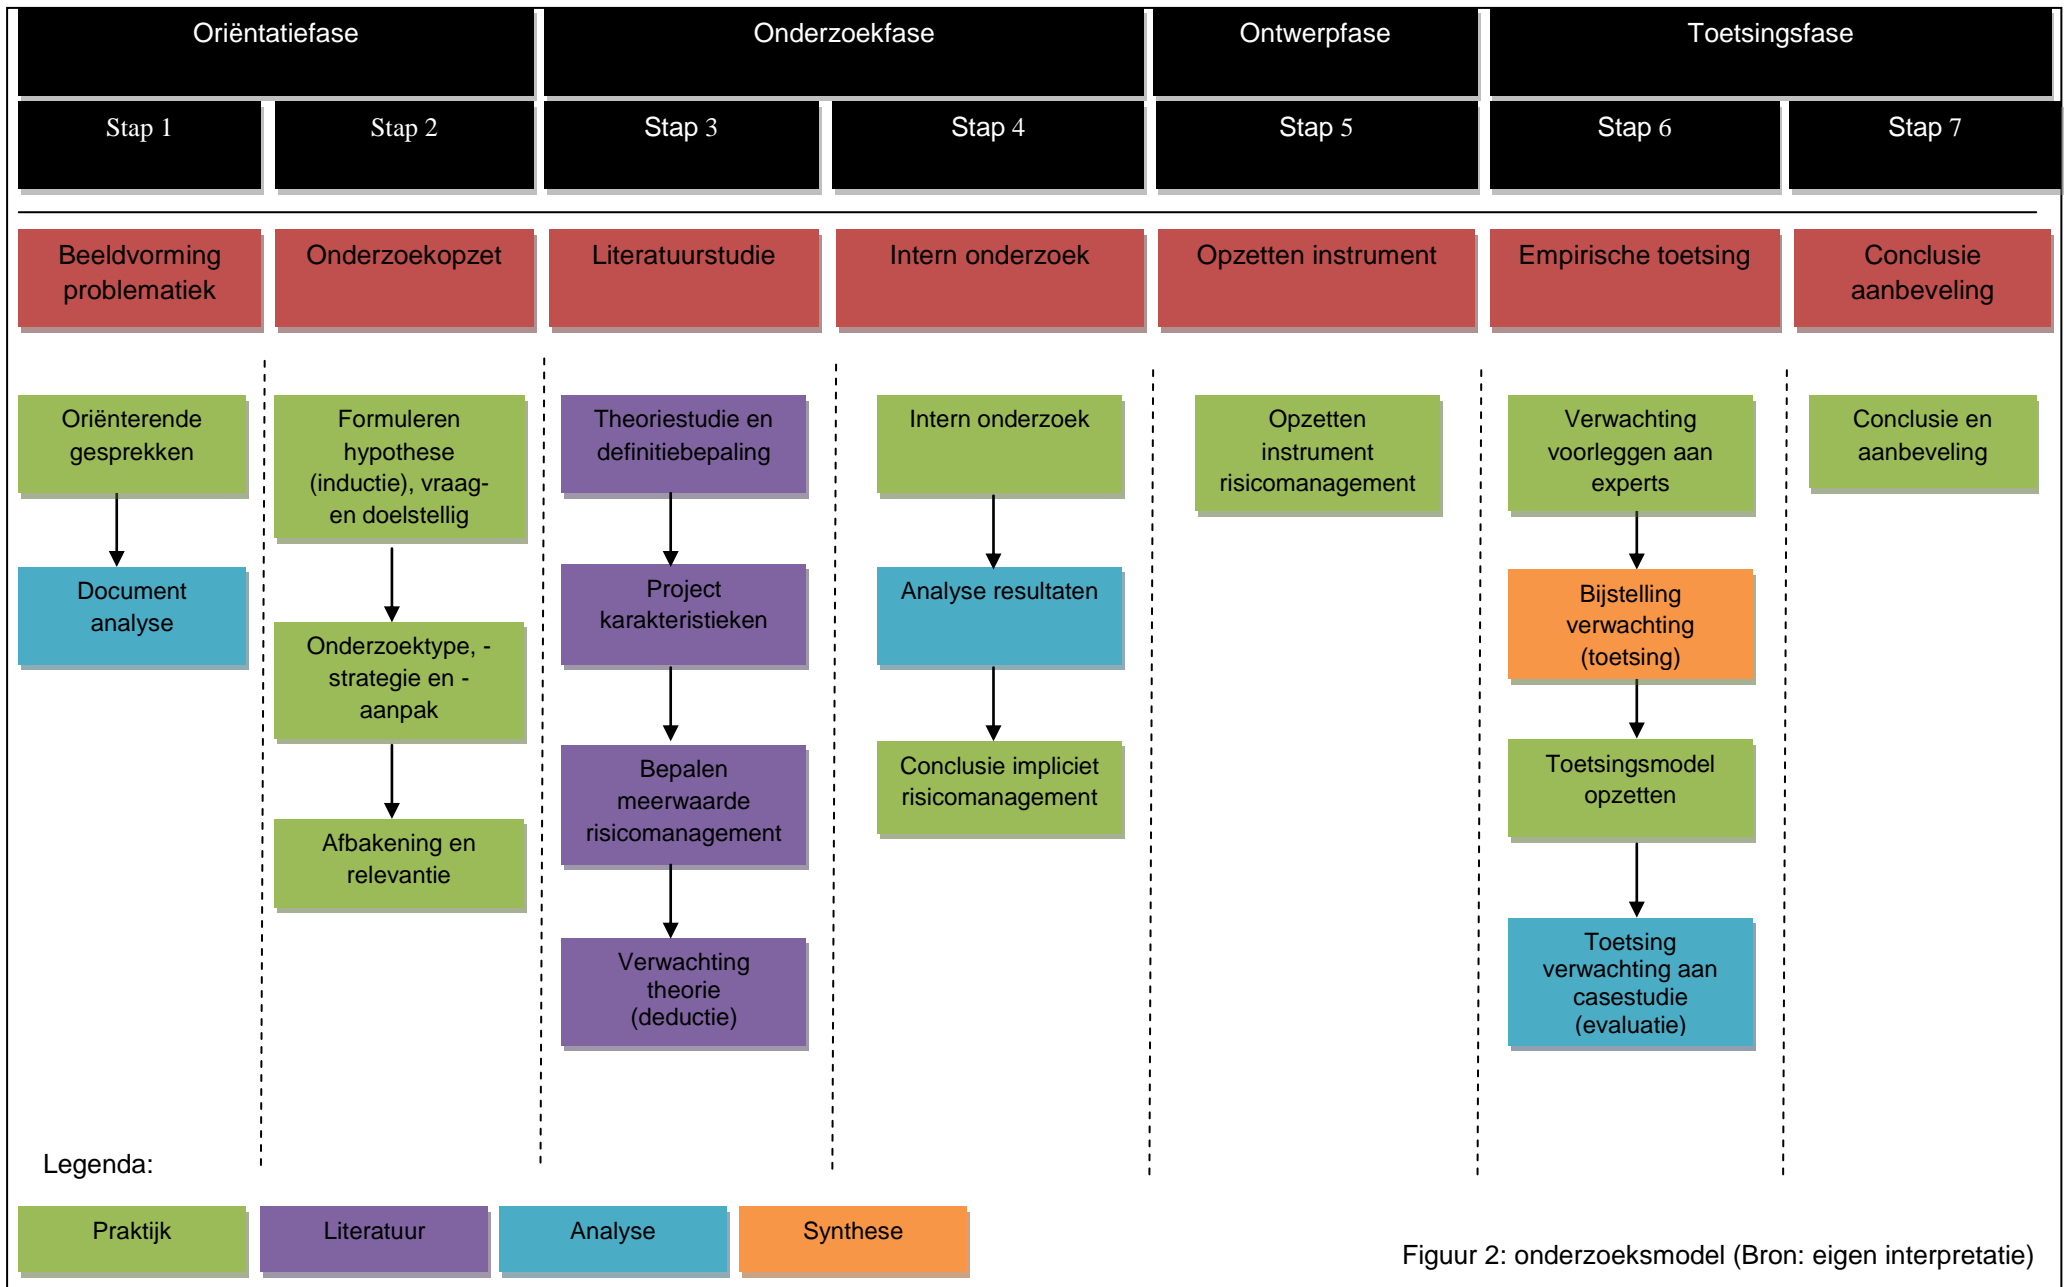 Oriëntatiefase
Onderzoekfase
Ontwerpfase
Toetsingsfase
Stap 1
Stap 2
Stap 3
Stap 4
Stap 5
Stap 6
Stap 7
Beeldvorming
problematiek
Onderzoekopzet
Literatuurstudie
Intern onderzoek
Opzetten instrument
Empirische toetsing
Conclusie
aanbeveling
Oriënterende
gesprekken
Document
analyse
Formuleren
hypothese
(inductie), vraag-
en doelstellig
Onderzoektype, -
strategie en -
aanpak
Afbakening en
relevantie
Theoriestudie en
definitiebepaling
Project
karakteristieken
Bepalen
meerwaarde
risicomanagement
Verwachting
theorie
(deductie)
Intern onderzoek
Analyse resultaten
Conclusie impliciet
risicomanagement
Opzetten
instrument
risicomanagement
Verwachting
voorleggen aan
experts
Bijstelling
verwachting
(toetsing)
Toetsingsmodel
opzetten
Toetsing
verwachting aan
casestudie
(evaluatie)
Conclusie en
aanbeveling
Legenda:
Praktijk
Literatuur
Analyse
Synthese
Figuur 2: onderzoeksmodel (Bron: eigen interpretatie)